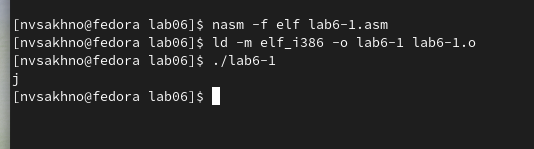 [nvsakhno@fedora lab06]$ nasm -f elf lab6-1.asm
[nvsakhno@fedora lab06]$ ld -m elf_i386 -o lab6-1 lab6-1.o
[nvsakhno@fedora lab06]$ ./lab6-1
j
[nvsakhno@fedora lab06]$